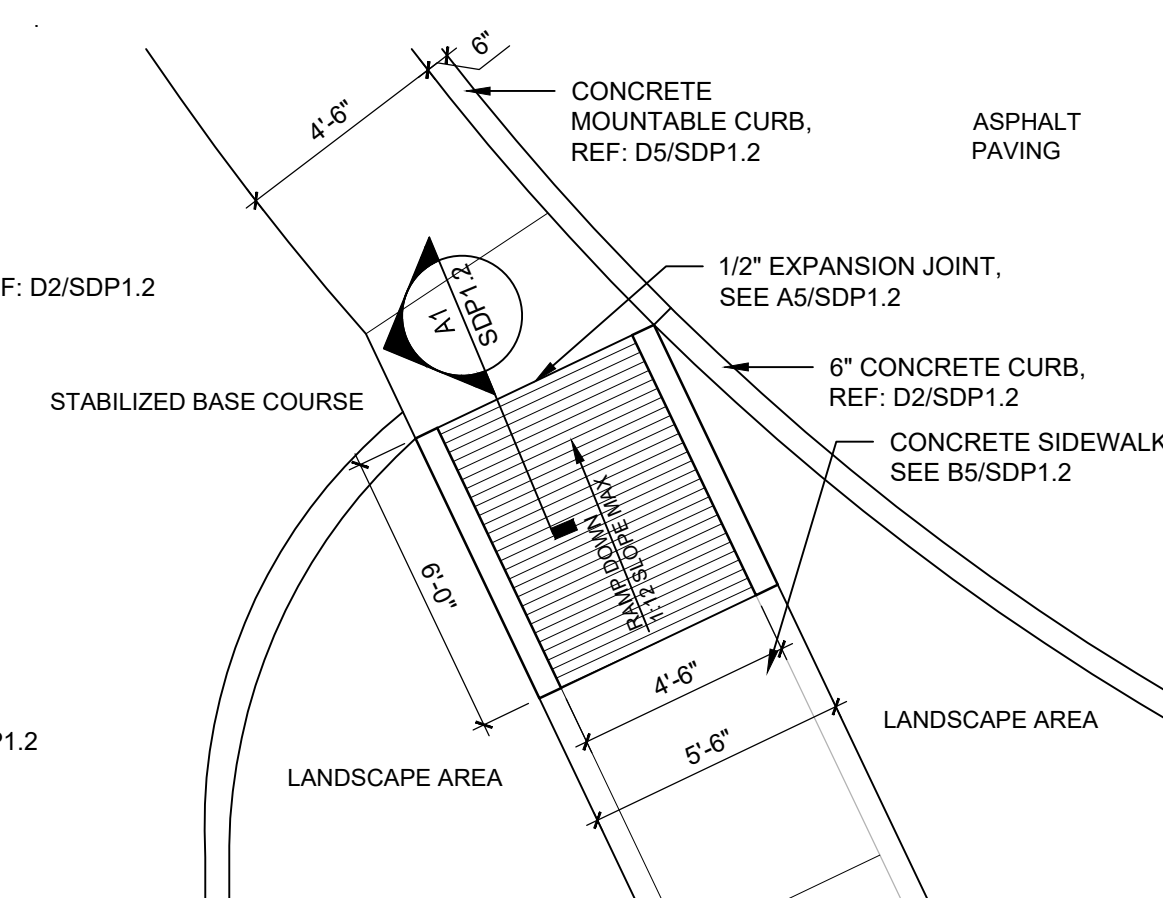 6"
4'-6"
CONCRETE
MOUNTABLE CURB,
REF: D5/SDP1.2
ASPHALT
PAVING
F: D2/SDP1.2
A1
SDP1.2
1/2" EXPANSION JOINT,
SEE A5/SDP1.2
STABILIZED BASE COURSE
6" CONCRETE CURB,
REF: D2/SDP1.2
CONCRETE SIDEWALK
SEE B5/SDP1.2
6'-0"
RAMP DOWN
1:12 SLOPE MAX
4'-6"
5'-6"
LANDSCAPE AREA
P1.2
LANDSCAPE AREA